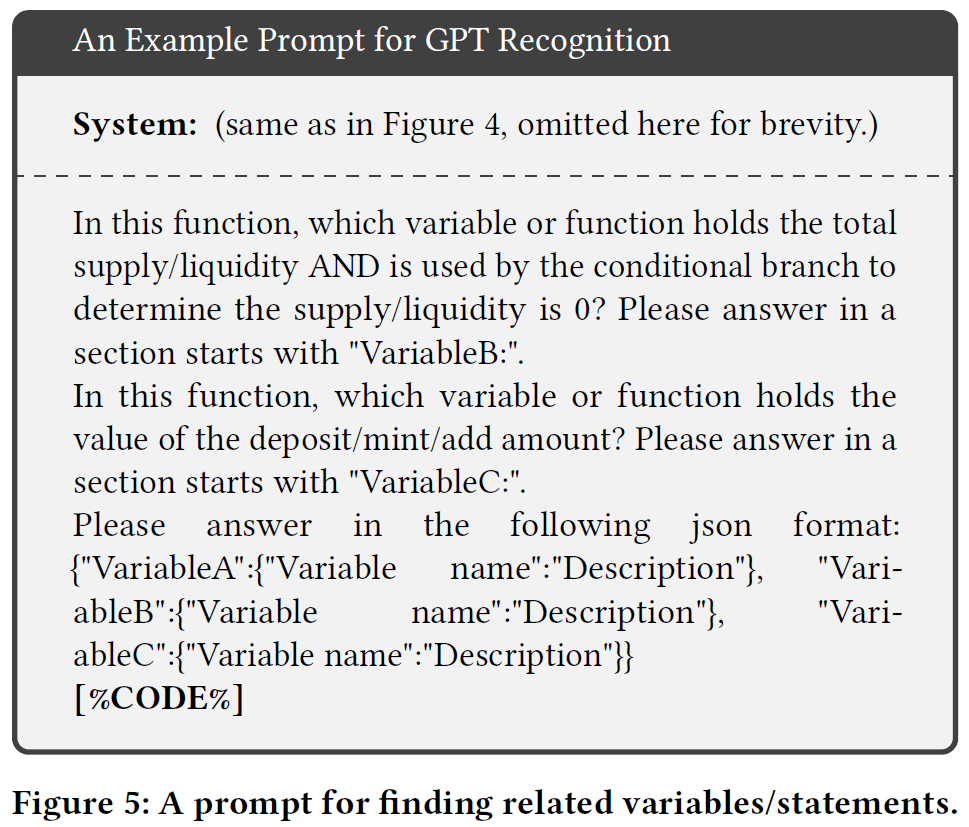 An Example Prompt for GPT Recognition
System: (same as in Figure 4, omitted here for brevity.)
In this function, which variable or function holds the total
supply/liquidity AND is used by the conditional branch to
determine the supply/liquidity is 0? Please answer in a
section starts with "VariableB:".
In this function, which variable or function holds the
value of the deposit/mint/add amount? Please answer in a
section starts with "VariableC:".
Please answer in the following json format:
{"VariableA":{"Variable name":"Description"}, "Vari-
ableB":{"Variable name":"Description"}, "Vari-
ableC":{"Variable name":"Description"}}
[%CODE%]
Figure 5: A prompt for finding related variables/statements.